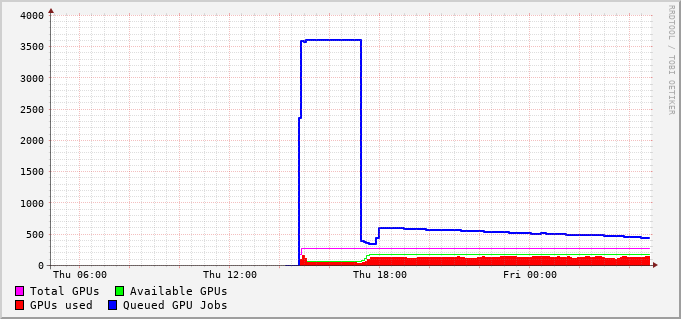 4000
3500
3000
2500
2000
1500
1000
500
0
Thu 06:00 Thu 12:00 Thu 18:00 Fri 00:00
Total GPUs Available GPUs
GPUs used Queued GPU Jobs
RRDTOOL / TOBI OETIKER